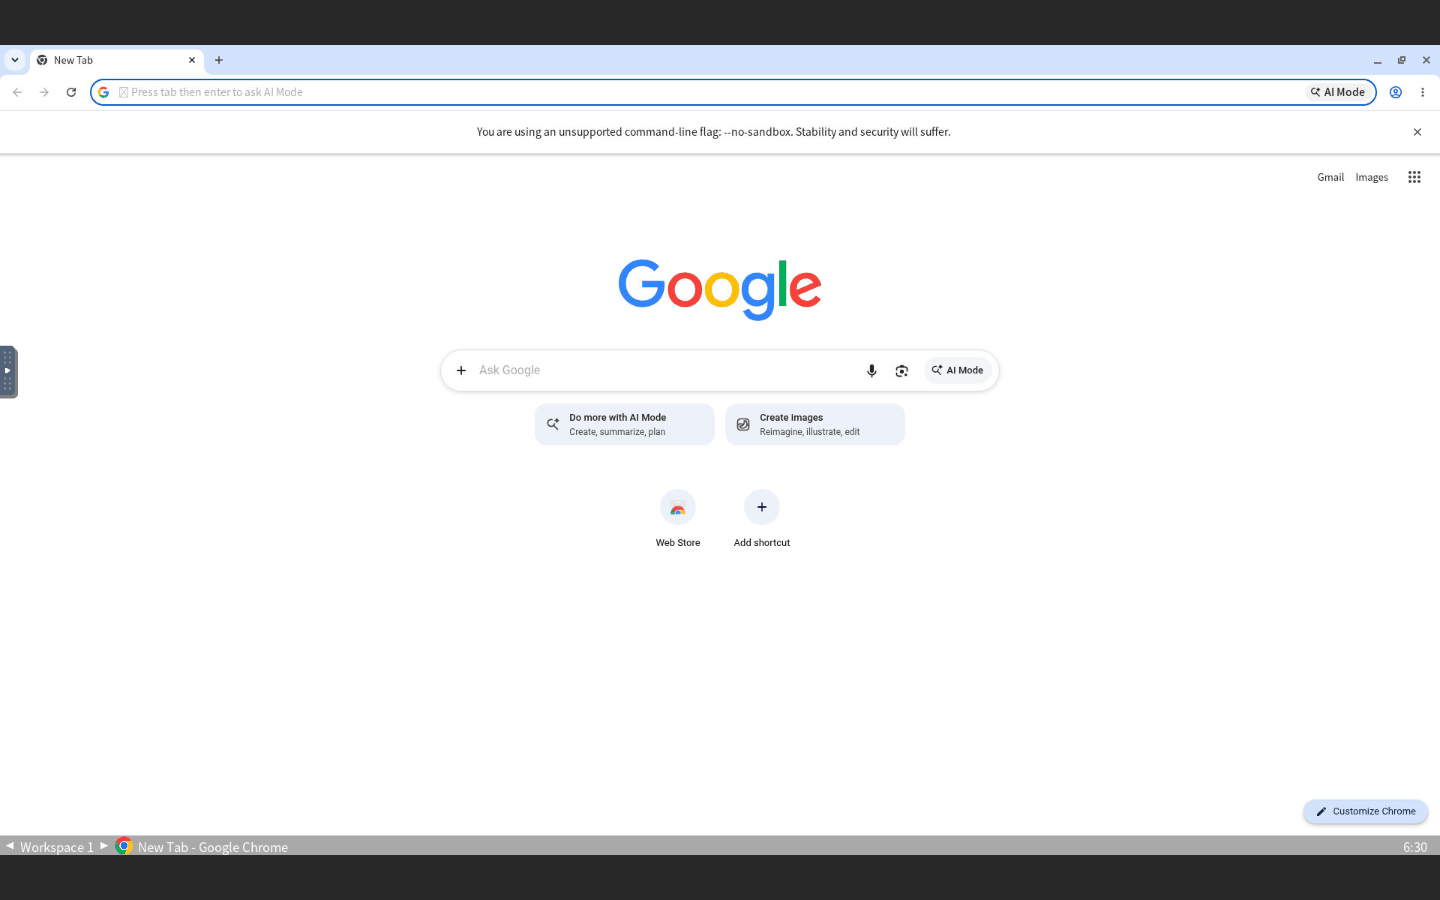 New Tab
Press tab then enter to ask AI Mode
AI Mode
You are using an unsupported command-line flag: --no-sandbox. Stability and security will suffer.
Gmail
Images
Google
Ask Google
AI Mode
Do more with AI Mode
Create, summarize, plan
Create images
Reimagine, illustrate, edit
Web Store
Add shortcut
Customize Chrome
Workspace 1
New Tab - Google Chrome
6:30